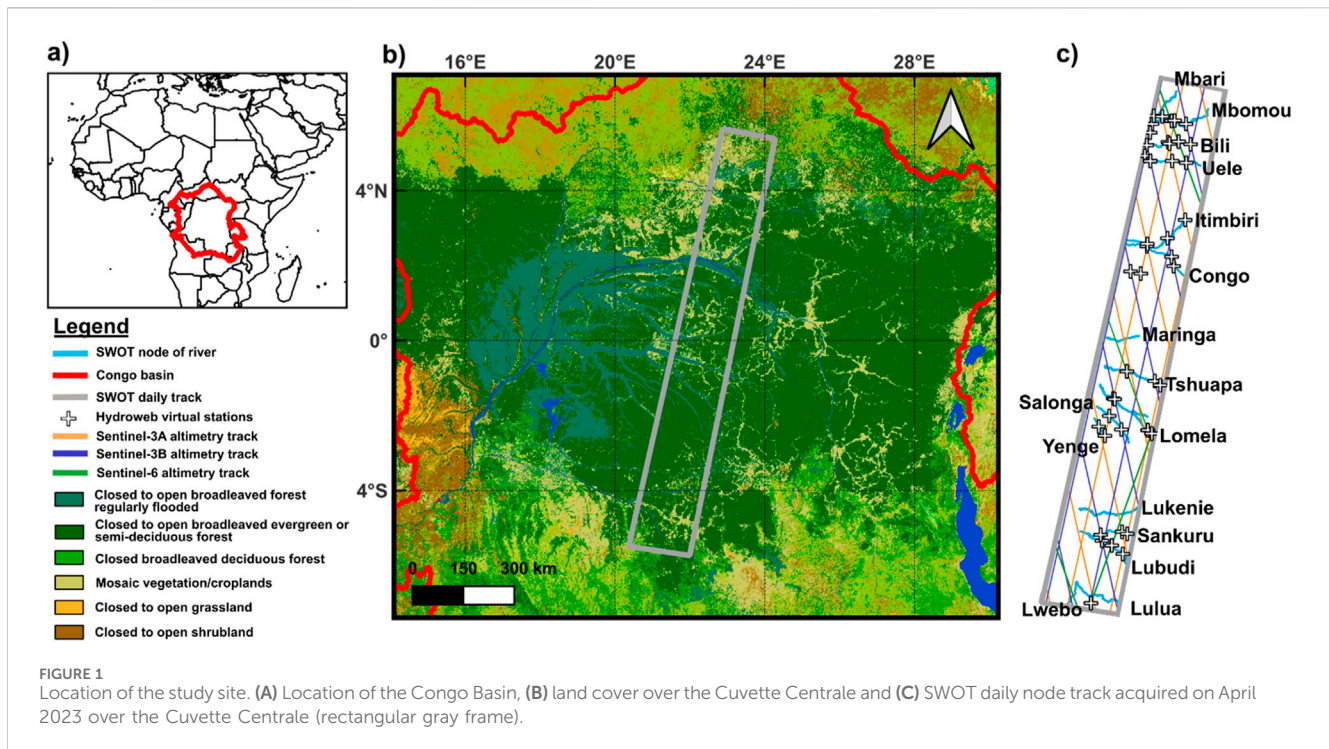 a)
b)
16°E
20°E
24°E
28°E
4°N
0°
4°S
0
150
300 km
c)
Mbari
Mbomou
Bili
Uele
Itimbiri
Congo
Maringa
Tshuapa
Salonga
Lomela
Yenge
Lukenie
Sankuru
Lubudi
Lwebo
Lulua
Legend
SWOT node of river
Congo basin
SWOT daily track
Hydroweb virtual stations
Sentinel-3A altimetry track
Sentinel-3B altimetry track
Sentinel-6 altimetry track
Closed to open broadleaved forest
regularly flooded
Closed to open broadleaved evergreen or
semi-deciduous forest
Closed broadleaved deciduous forest
Mosaic vegetation/croplands
Closed to open grassland
Closed to open shrubland
FIGURE 1
Location of the study site. (A) Location of the Congo Basin, (B) land cover over the Cuvette Centrale and (C) SWOT daily node track acquired on April
2023 over the Cuvette Centrale (rectangular gray frame).